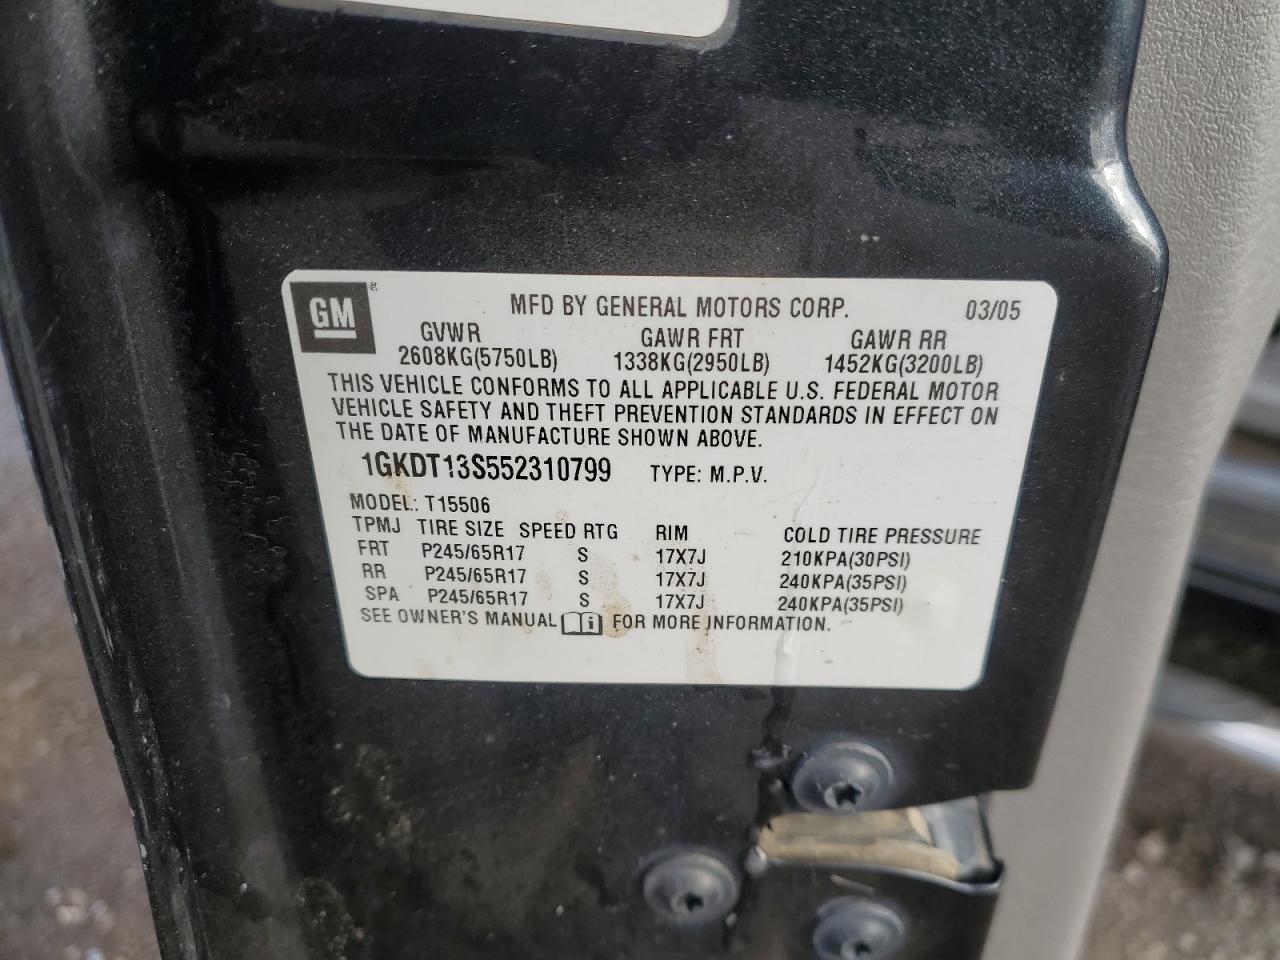 GM ® MFD BY GENERAL MOTORS CORP. 03/05
GVWR GAWR FRT GAWR RR
2608KG(5750LB) 1338KG(2950LB) 1452KG(3200LB)
THIS VEHICLE CONFORMS TO ALL APPLICABLE U.S. FEDERAL MOTOR
VEHICLE SAFETY AND THEFT PREVENTION STANDARDS IN EFFECT ON
THE DATE OF MANUFACTURE SHOWN ABOVE.
1GKDT13S552310799 TYPE: M.P.V.
MODEL: T15506
TPMJ TIRE SIZE SPEED RTG RIM COLD TIRE PRESSURE
FRT P245/65R17 S 17X7J 210KPA(30PSI)
RR P245/65R17 S 17X7J 240KPA(35PSI)
SPA P245/65R17 S 17X7J 240KPA(35PSI)
SEE OWNER'S MANUAL i FOR MORE INFORMATION.